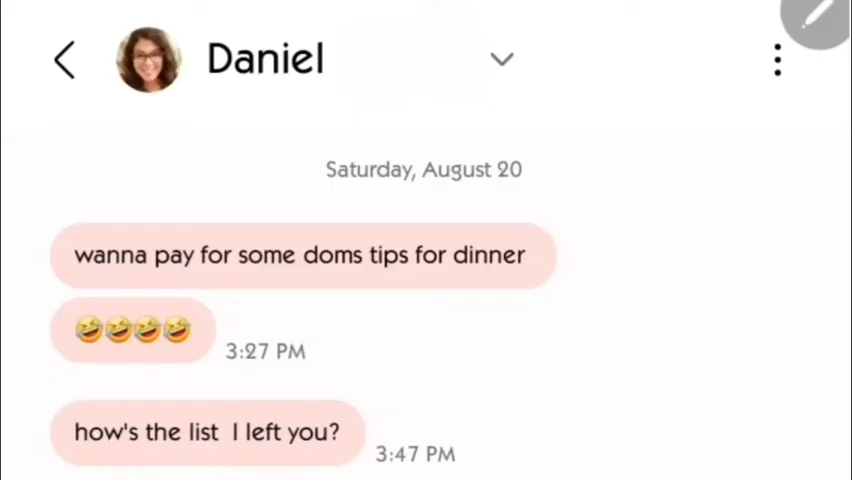 Daniel
Saturday, August 20
wanna pay for some doms tips for dinner
🤣🤣🤣🤣
3:27 PM
how's the list I left you?
3:47 PM